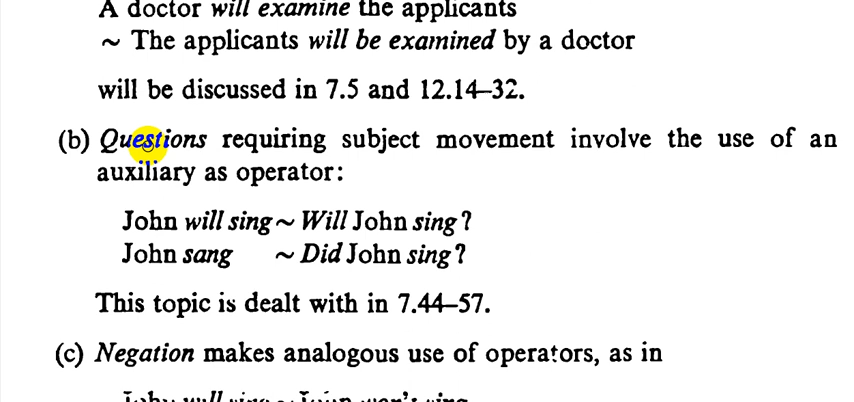 A doctor will examine the applicants
~ The applicants will be examined by a doctor
will be discussed in 7.5 and 12.14–32.
(b) Questions requiring subject movement involve the use of an
auxiliary as operator:
John will sing ~ Will John sing?
John sang ~ Did John sing?
This topic is dealt with in 7.44–57.
(c) Negation makes analogous use of operators, as in